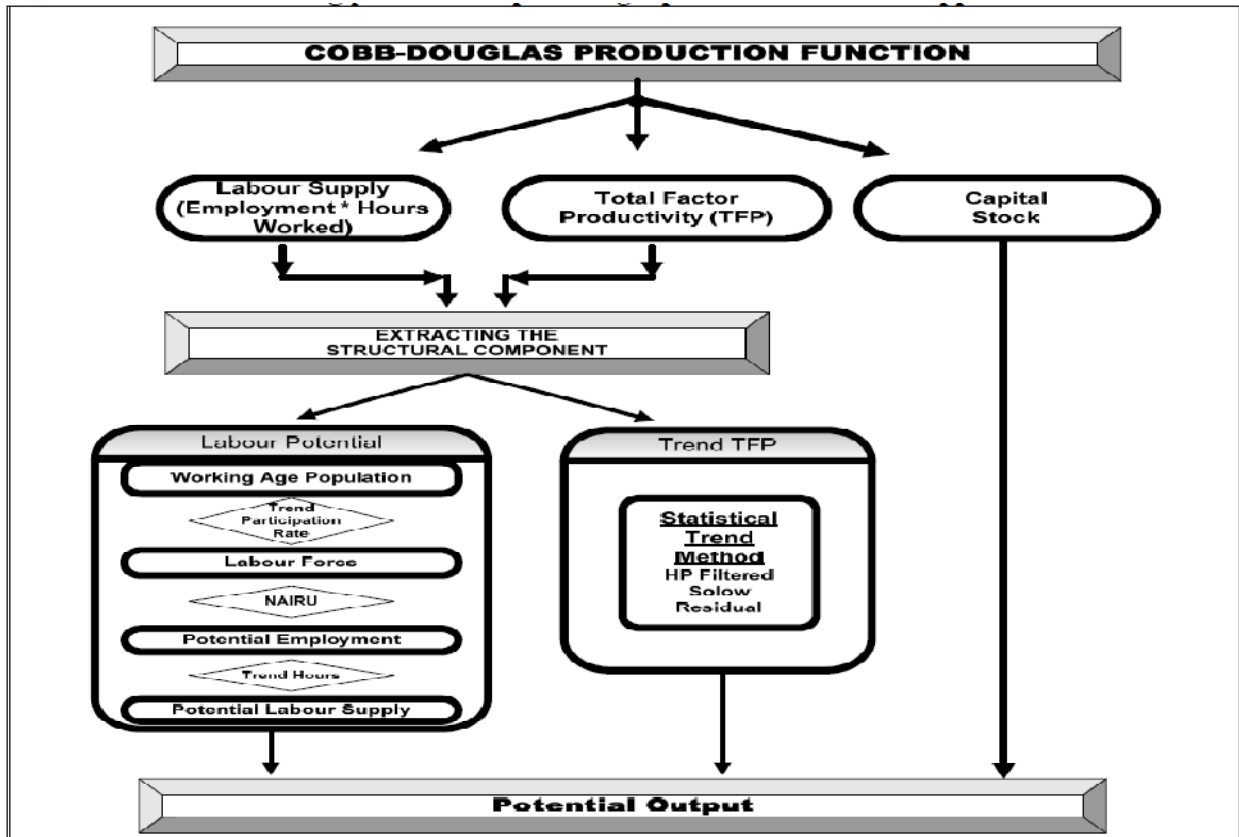 COBB-DOUGLAS PRODUCTION FUNCTION
Labour Supply
(Employment * Hours
Worked)
Total Factor
Productivity (TFP)
Capital
Stock
EXTRACTING THE
STRUCTURAL COMPONENT
Labour Potential
Working Age Population
Trend
Participation
Rate
Labour Force
NAIRU
Potential Employment
Trend Hours
Potential Labour Supply
Trend TFP
Statistical
Trend
Method
HP Filtered
Solow
Residual
Potential Output